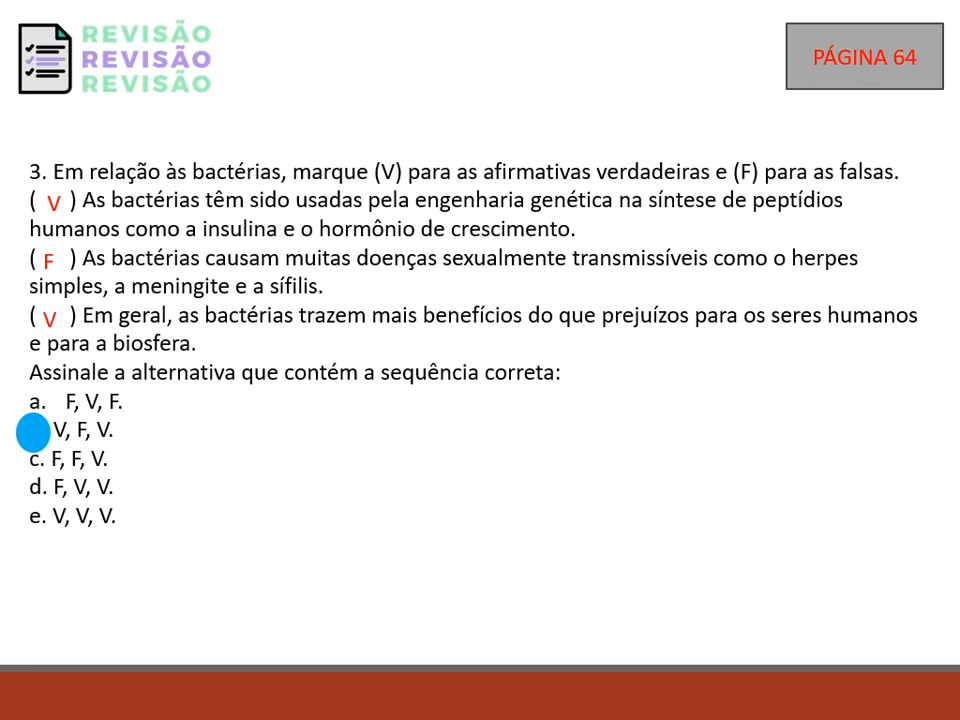 REVISÃO
REVISÃO
REVISÃO
PÁGINA 64
3. Em relação às bactérias, marque (V) para as afirmativas verdadeiras e (F) para as falsas.
( V ) As bactérias têm sido usadas pela engenharia genética na síntese de peptídios
humanos como a insulina e o hormônio de crescimento.
( F ) As bactérias causam muitas doenças sexualmente transmissíveis como o herpes
simples, a meningite e a sífilis.
( V ) Em geral, as bactérias trazem mais benefícios do que prejuízos para os seres humanos
e para a biosfera.
Assinale a alternativa que contém a sequência correta:
a. F, V, F.
V, F, V.
c. F, F, V.
d. F, V, V.
e. V, V, V.